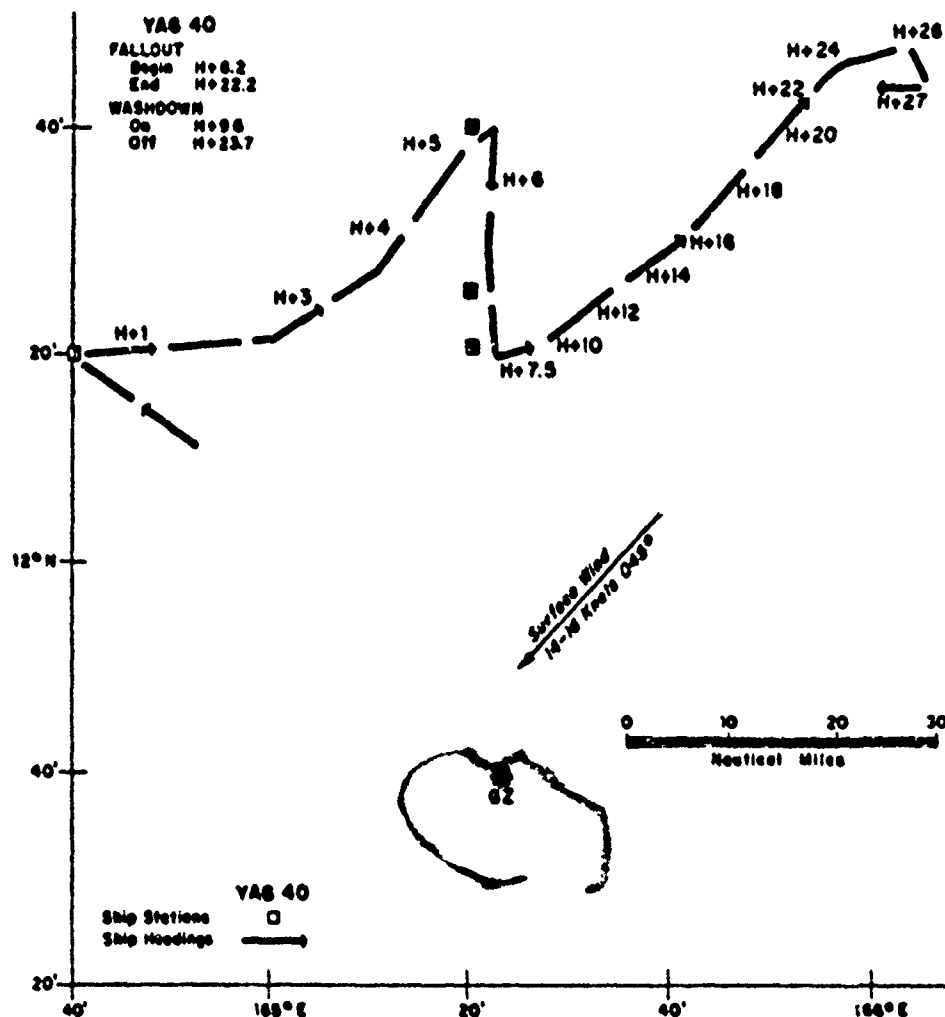 YAG 40
FALLOUT
Begin H+6.2
End H+22.2
WASHDOWN
On H+9.6
Off H+23.7
H+26
H+24
H+27
H+22
40'
H+20
H+5
H+6
H+18
H+4
H+16
H+14
H+3
H+12
H+1
H+10
20'
H+7.5
12°N
Surface Wind
14-18 Knots 048°
0 10 20 30
Nautical Miles
40'
GZ
YAG 40
Ship Stations
Ship Headings
20'
40' 165°E 20' 40' 166°E